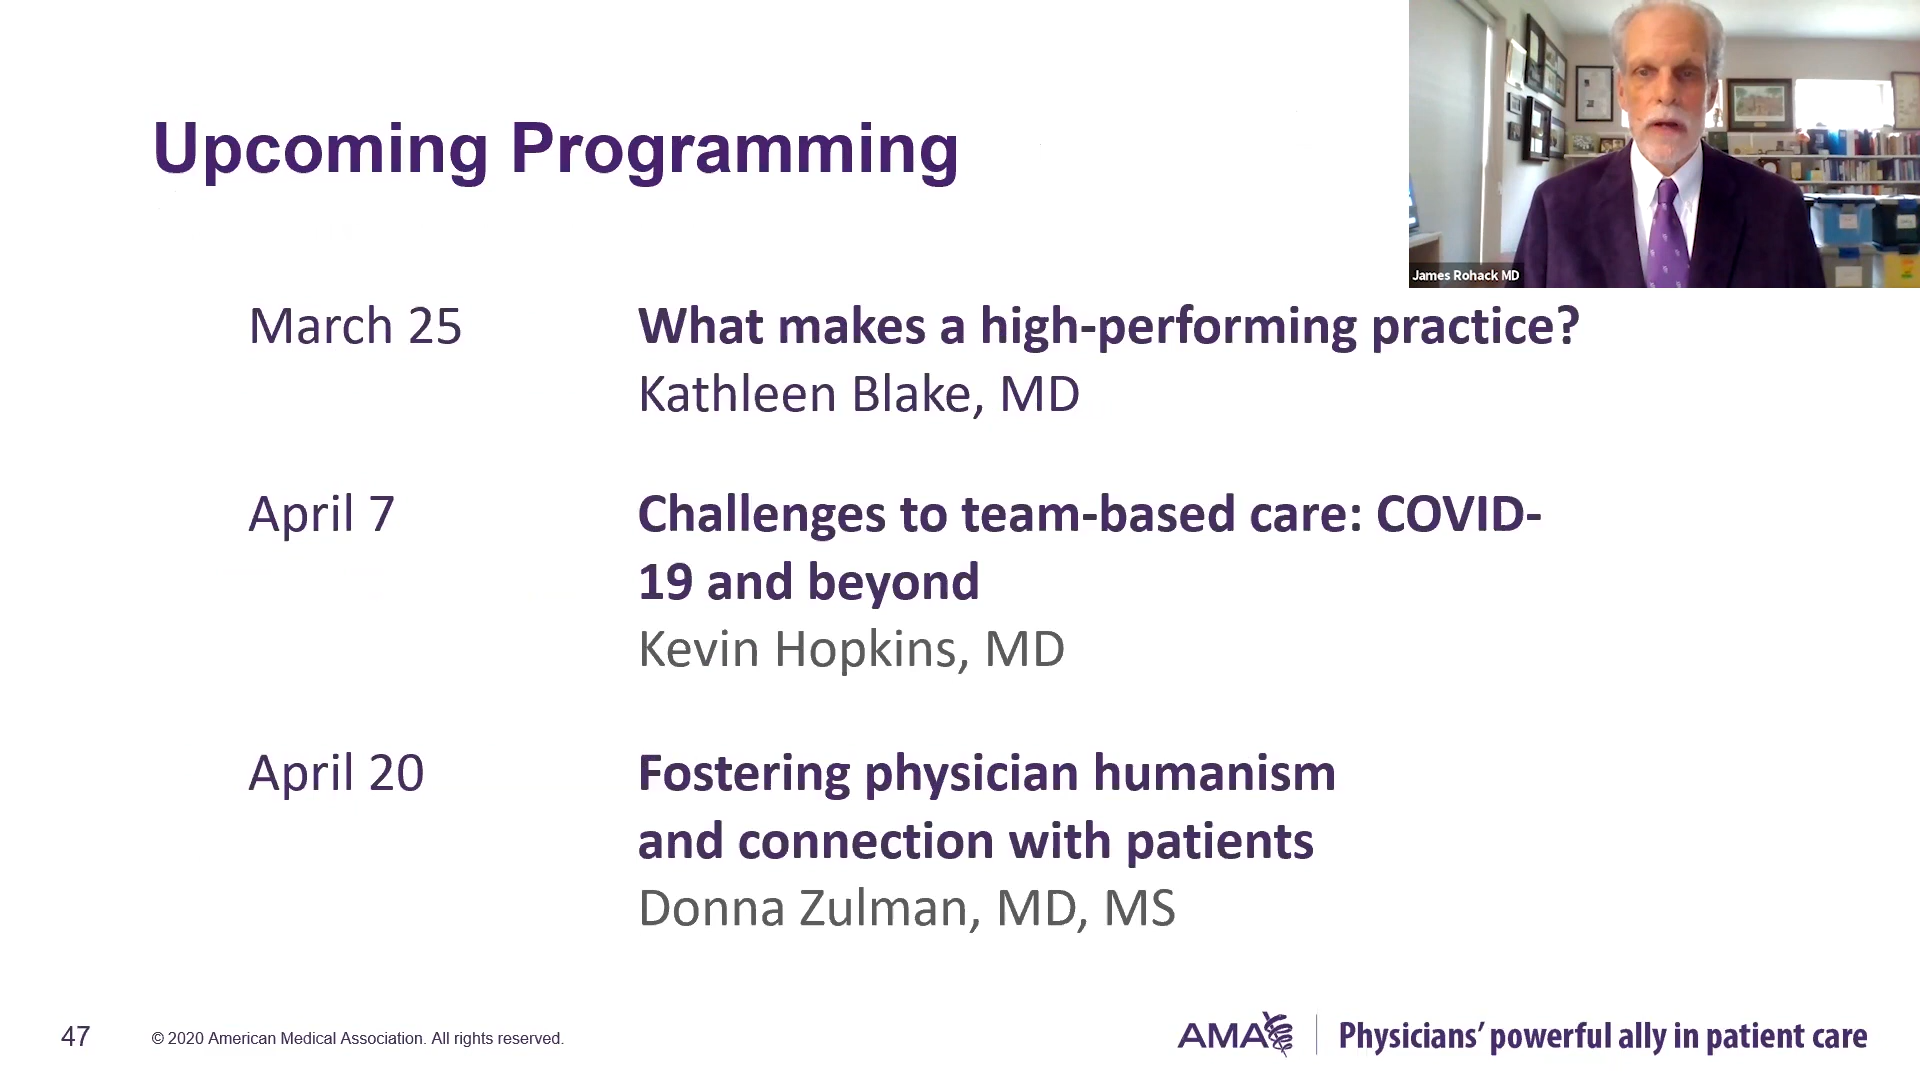 Upcoming Programming
James Rohack MD
March 25
What makes a high-performing practice?
Kathleen Blake, MD
April 7
Challenges to team-based care: COVID-
19 and beyond
Kevin Hopkins, MD
April 20
Fostering physician humanism
and connection with patients
Donna Zulman, MD, MS
47
© 2020 American Medical Association. All rights reserved.
AMA
Physicians’ powerful ally in patient care